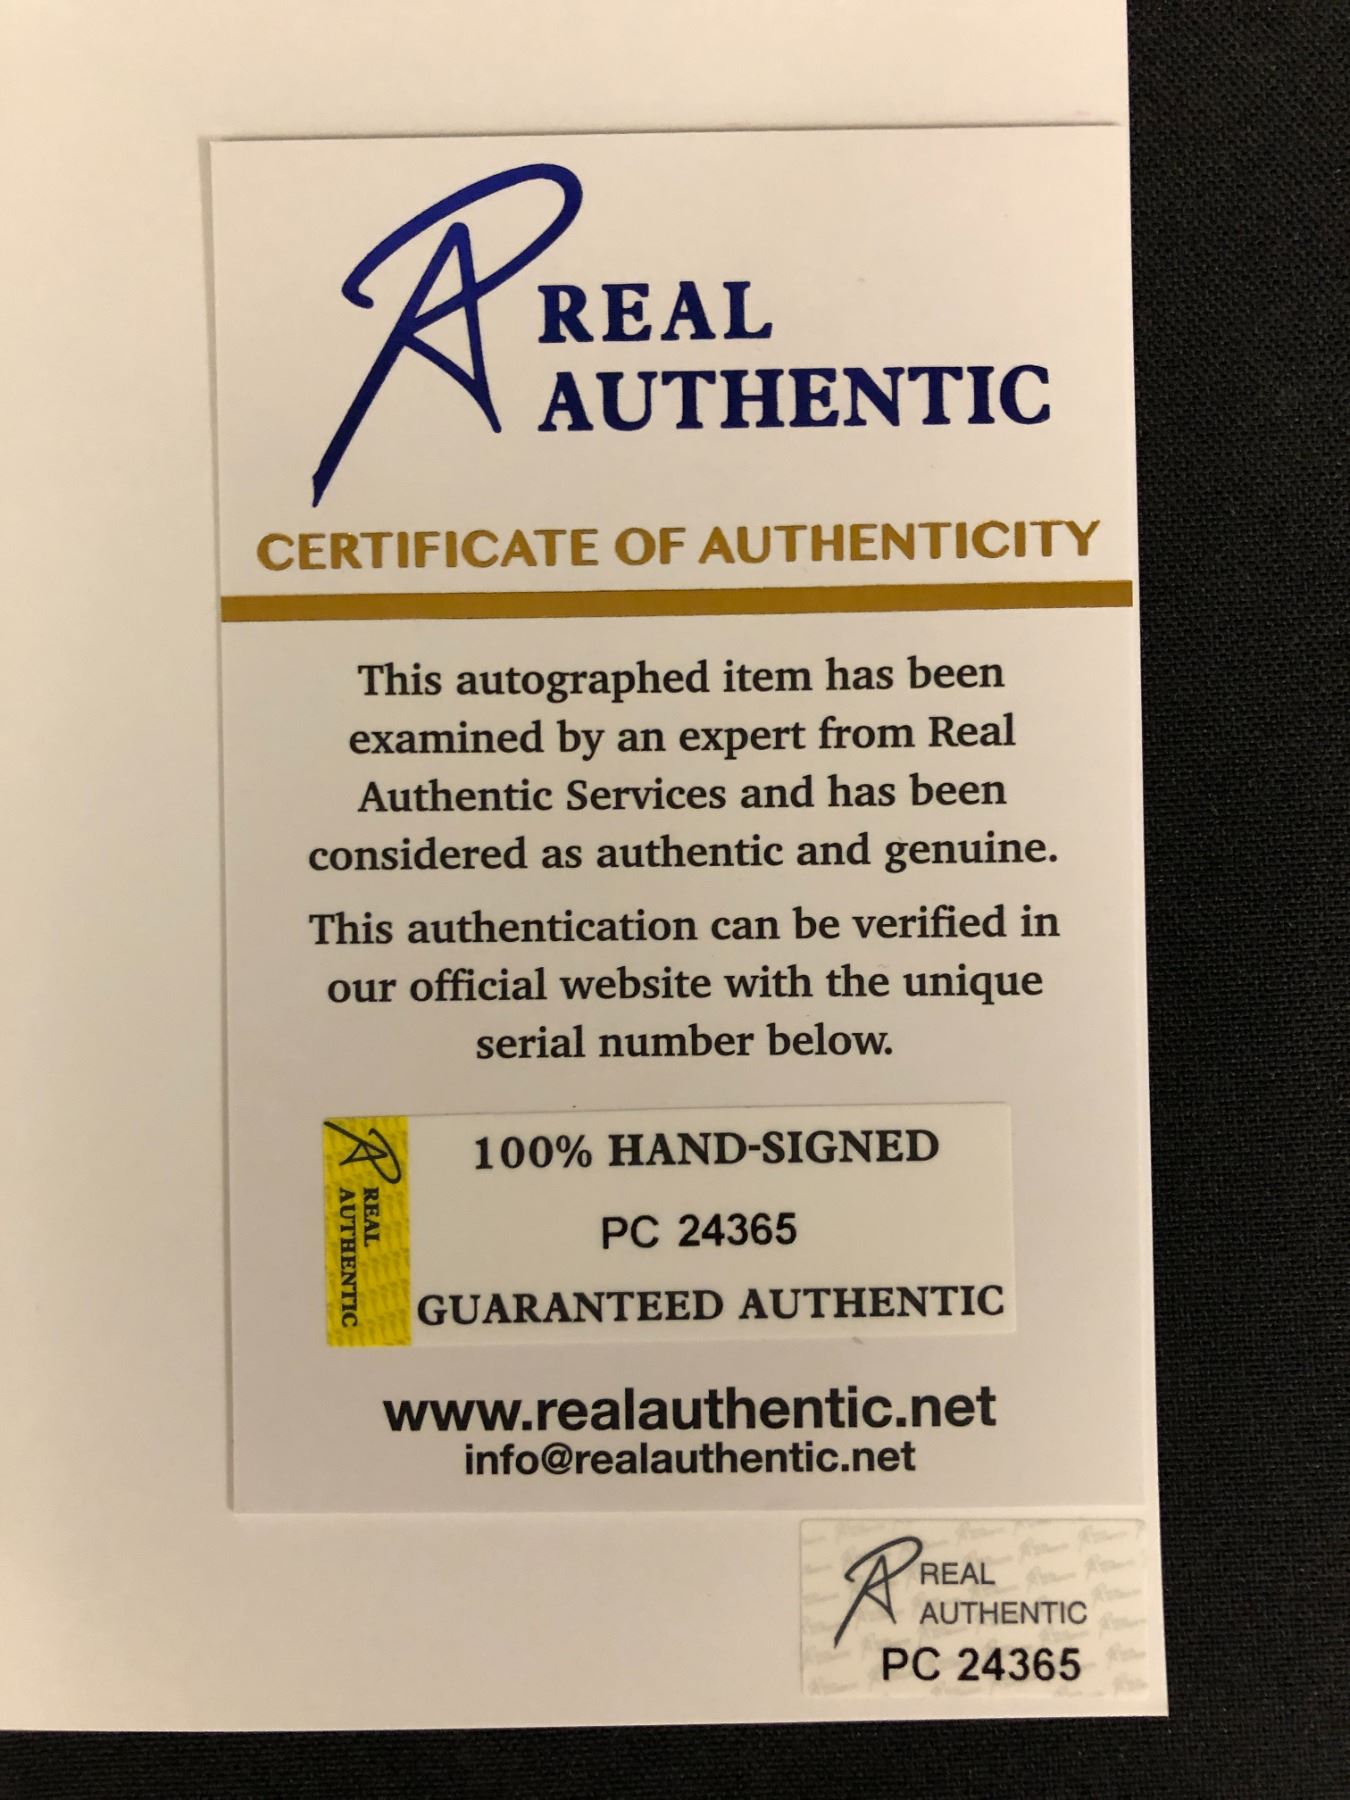 REAL
AUTHENTIC
CERTIFICATE OF AUTHENTICITY
This autographed item has been
examined by an expert from Real
Authentic Services and has been
considered as authentic and genuine.
This authentication can be verified in
our official website with the unique
serial number below.
REAL
AUTHENTIC
100% HAND-SIGNED
PC 24365
GUARANTEED AUTHENTIC
www.realauthentic.net
info@realauthentic.net
REAL
AUTHENTIC
PC 24365